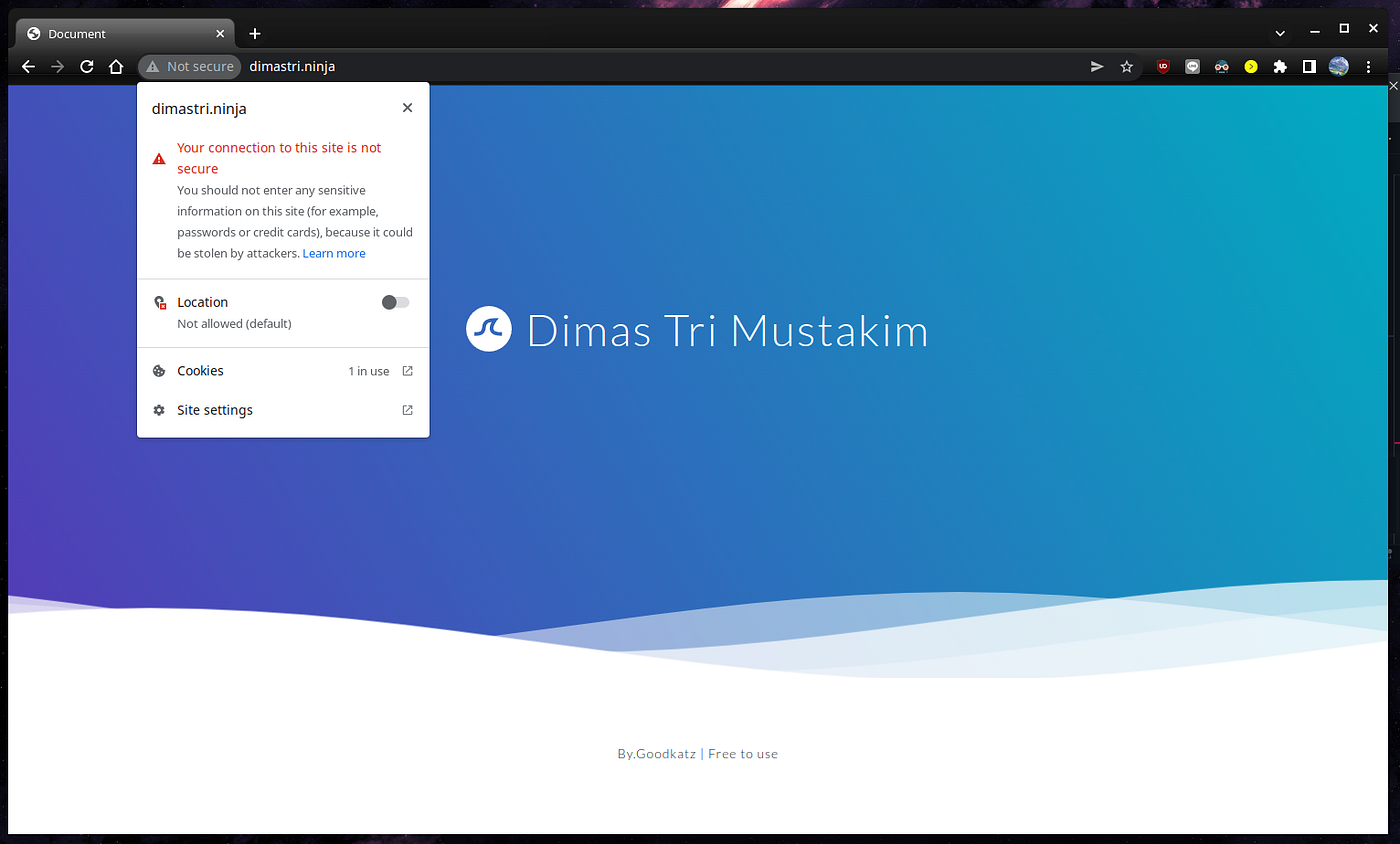 Document
Not secure
dimastri.ninja
dimastri.ninja
Your connection to this site is not
secure
You should not enter any sensitive
information on this site (for example,
passwords or credit cards), because it could
be stolen by attackers. Learn more
Location
Not allowed (default)
Cookies
1 in use
Site settings
Dimas Tri Mustakim
By.Goodkatz | Free to use